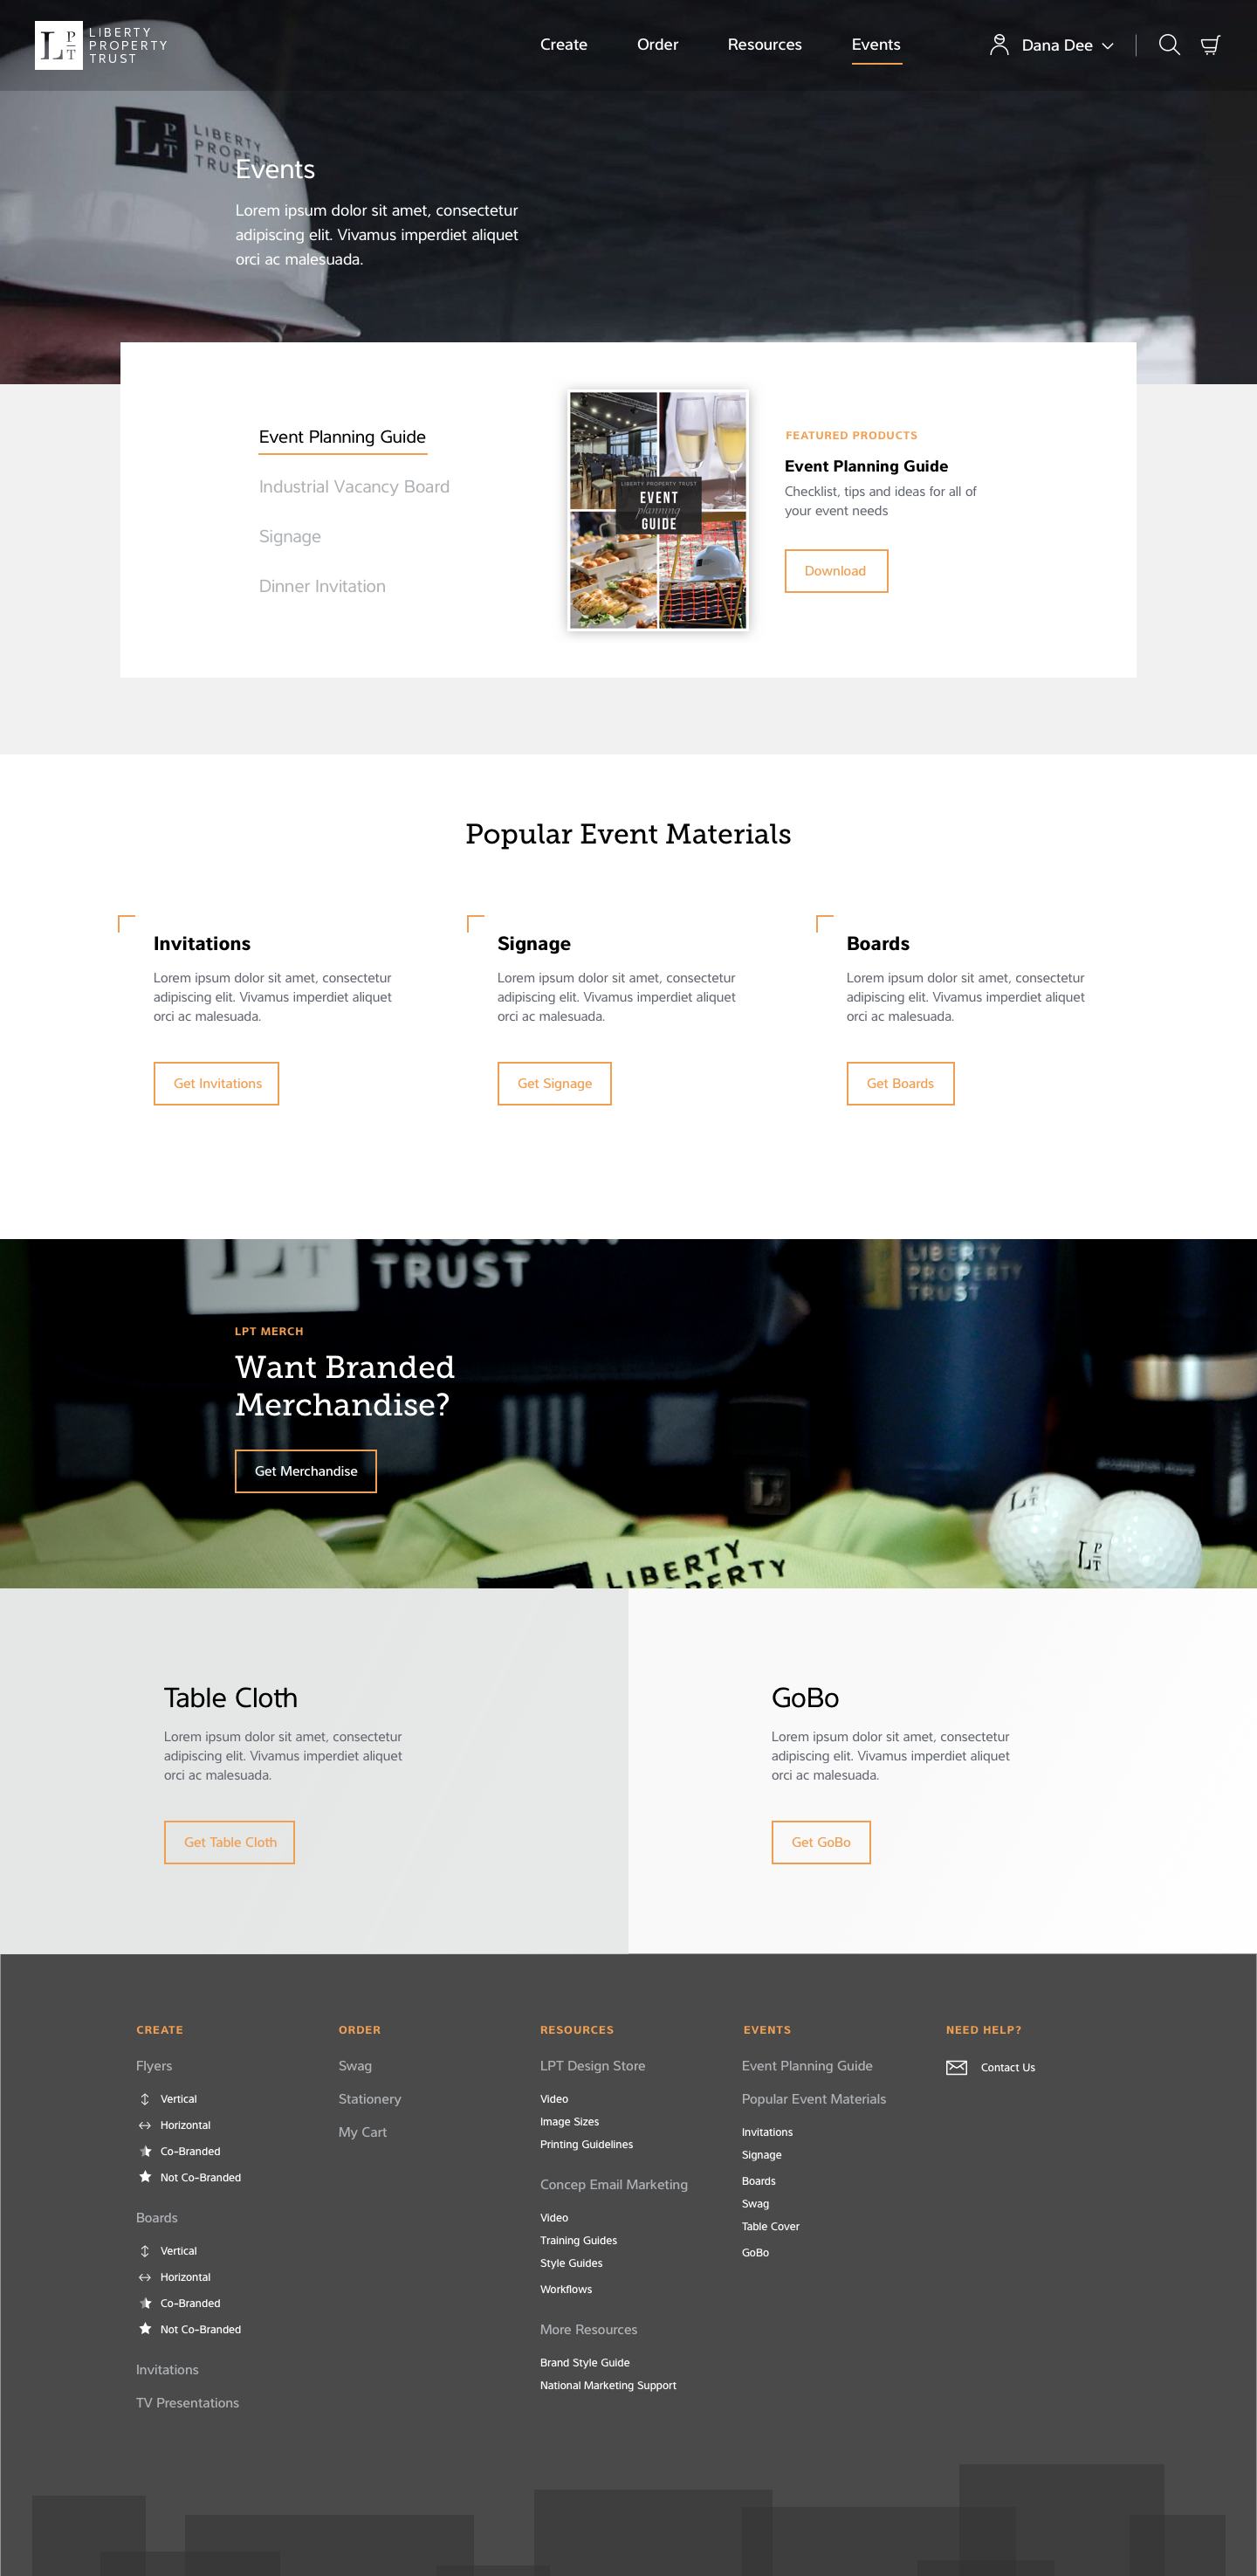 LIBERTY
PROPERTY
TRUST
LPT
Create
Order
Resources
Events
Dana Dee
LPT
LIBERTY
PROPERTY
TRUST
Events
Lorem ipsum dolor sit amet, consectetur
adipiscing elit. Vivamus imperdiet aliquet
orci ac malesuada.
Event Planning Guide
Industrial Vacancy Board
Signage
Dinner Invitation
LIBERTY PROPERTY TRUST
EVENT
planning
GUIDE
FEATURED PRODUCTS
Event Planning Guide
Checklist, tips and ideas for all of
your event needs
Download
Popular Event Materials
Invitations
Lorem ipsum dolor sit amet, consectetur
adipiscing elit. Vivamus imperdiet aliquet
orci ac malesuada.
Get Invitations
Signage
Lorem ipsum dolor sit amet, consectetur
adipiscing elit. Vivamus imperdiet aliquet
orci ac malesuada.
Get Signage
Boards
Lorem ipsum dolor sit amet, consectetur
adipiscing elit. Vivamus imperdiet aliquet
orci ac malesuada.
Get Boards
PROPERTY
TRUST
LIBERTY
PROPERTY
TRUST
LPT MERCH
Want Branded
Merchandise?
Get Merchandise
LPT
LPT
LPT
LIBERTY
PROPERTY
Table Cloth
Lorem ipsum dolor sit amet, consectetur
adipiscing elit. Vivamus imperdiet aliquet
orci ac malesuada.
Get Table Cloth
GoBo
Lorem ipsum dolor sit amet, consectetur
adipiscing elit. Vivamus imperdiet aliquet
orci ac malesuada.
Get GoBo
CREATE
Flyers
Vertical
Horizontal
Co-Branded
Not Co-Branded
Boards
Vertical
Horizontal
Co-Branded
Not Co-Branded
Invitations
TV Presentations
ORDER
Swag
Stationery
My Cart
RESOURCES
LPT Design Store
Video
Image Sizes
Printing Guidelines
Concep Email Marketing
Video
Training Guides
Style Guides
Workflows
More Resources
Brand Style Guide
National Marketing Support
EVENTS
Event Planning Guide
Popular Event Materials
Invitations
Signage
Boards
Swag
Table Cover
GoBo
NEED HELP?
Contact Us